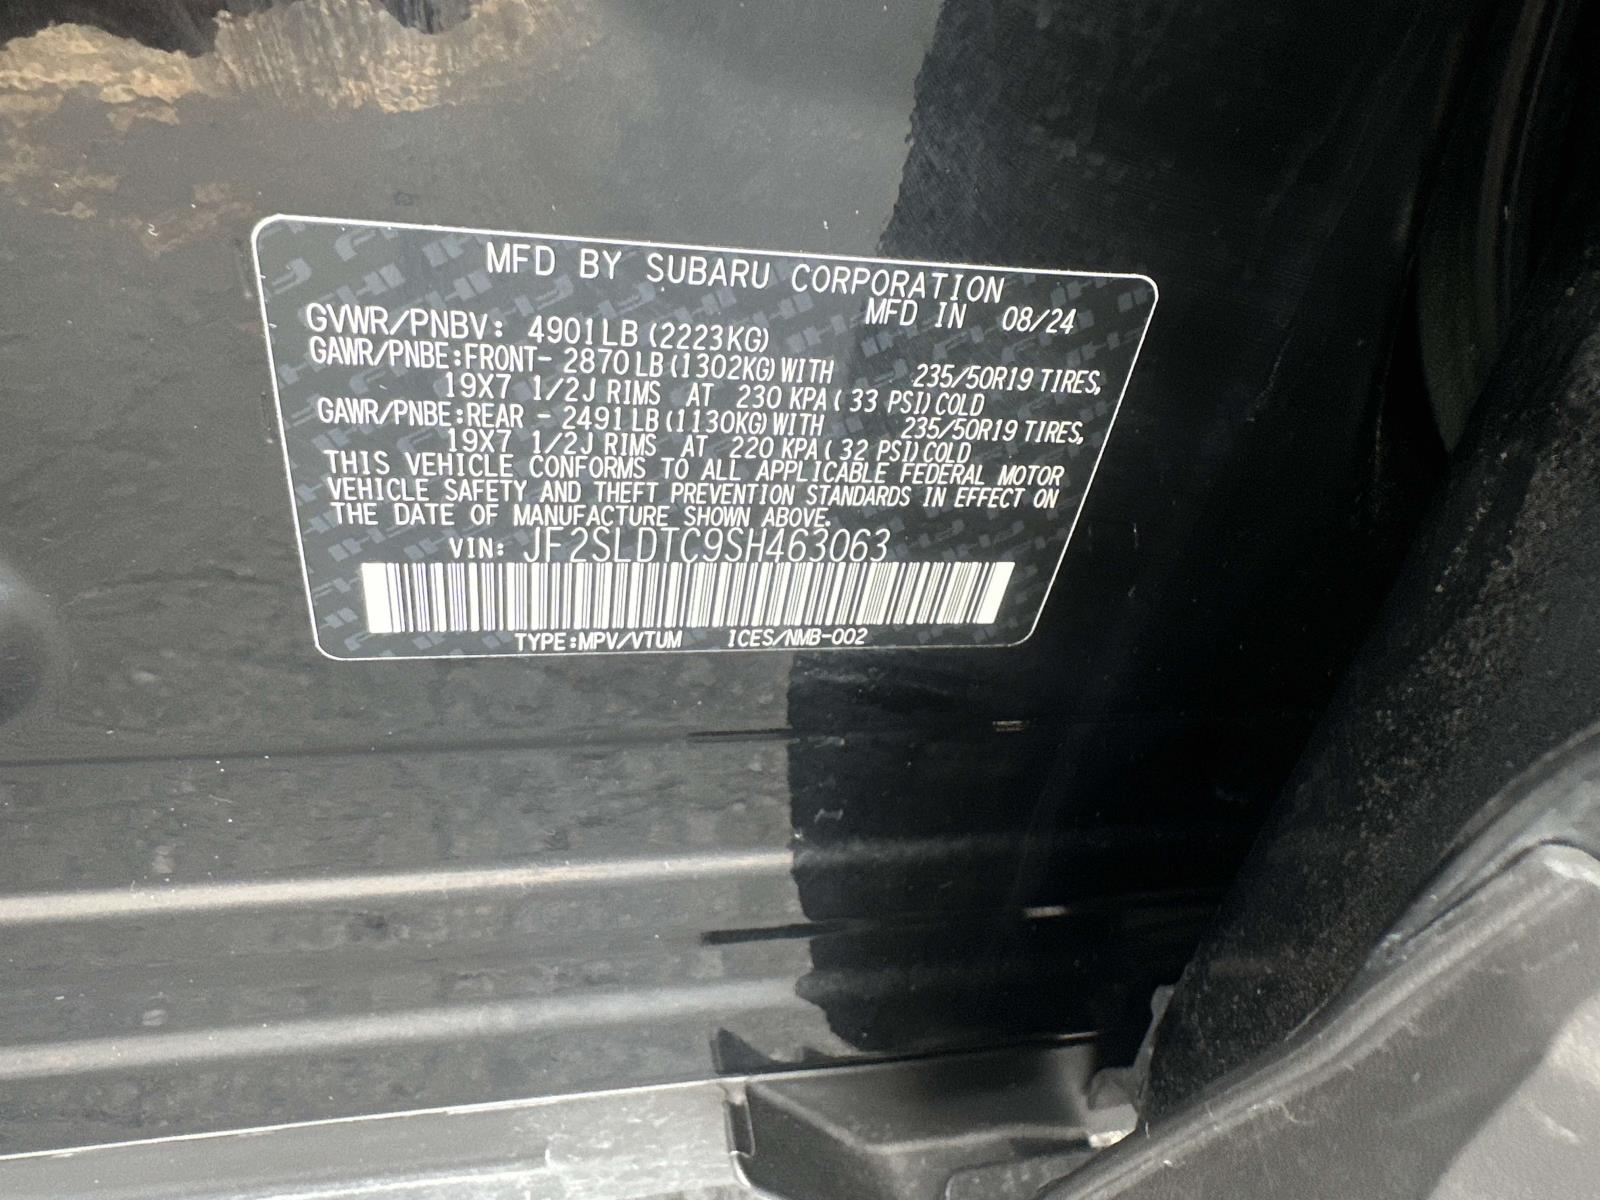 MFD BY SUBARU CORPORATION
MFD IN 08/24
GVWR/PNBV: 4901LB (2223KG)
GAWR/PNBE:FRONT- 2870LB (1302KG) WITH 235/50R19 TIRES,
19X7 1/2J RIMS AT 230 KPA ( 33 PSI) COLD
GAWR/PNBE:REAR - 2491LB (1130KG) WITH 235/50R19 TIRES,
19X7 1/2J RIMS AT 220 KPA ( 32 PSI) COLD
THIS VEHICLE CONFORMS TO ALL APPLICABLE FEDERAL MOTOR
VEHICLE SAFETY AND THEFT PREVENTION STANDARDS IN EFFECT ON
THE DATE OF MANUFACTURE SHOWN ABOVE.
VIN: JF2SLDTC9SH463063
TYPE:MPV/VTUM ICES/NMB-002